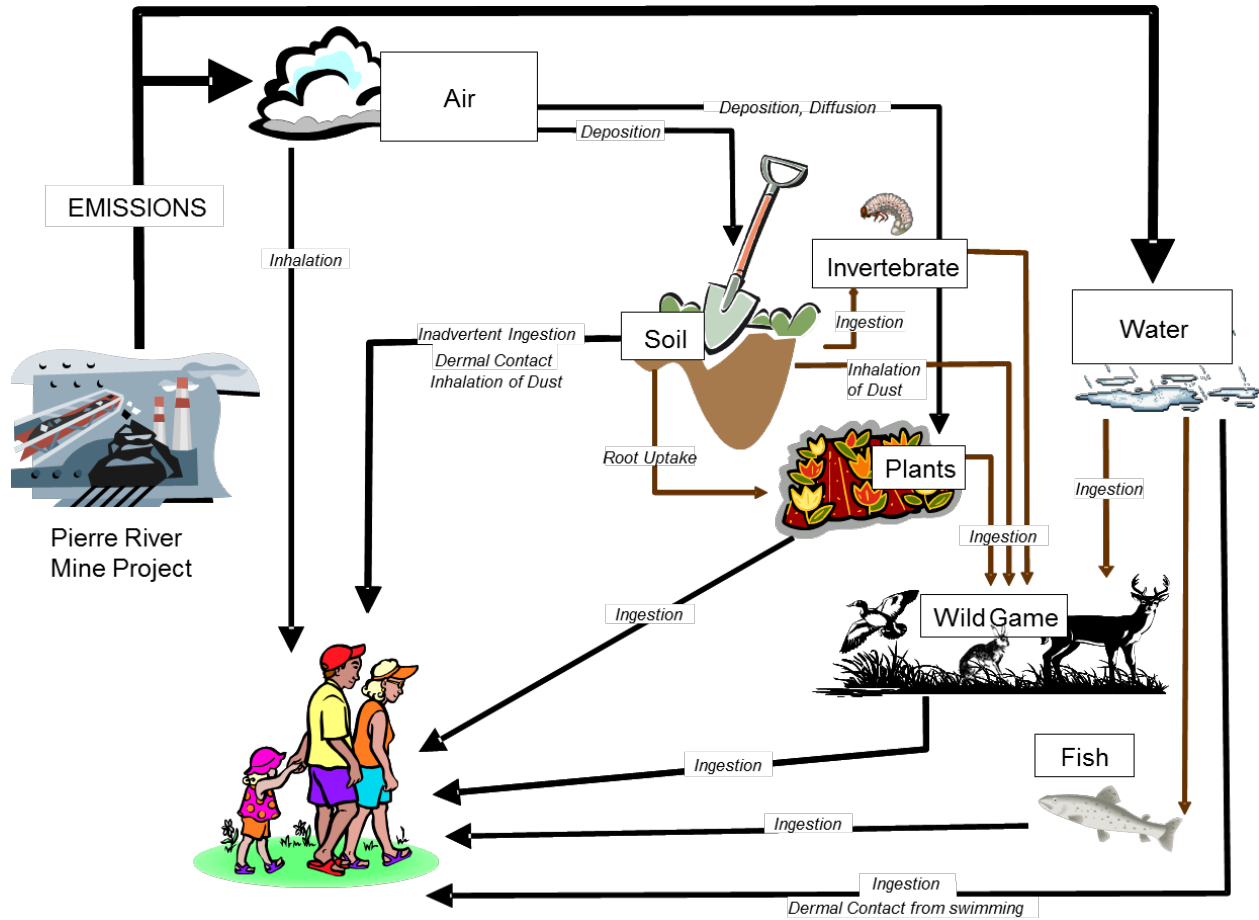 Air
Deposition, Diffusion
Deposition
EMISSIONS
Inhalation
Invertebrate
Water
Soil
Inadvertent Ingestion
Dermal Contact
Inhalation of Dust
Ingestion
Inhalation
of Dust
Root Uptake
Plants
Ingestion
Ingestion
Pierre River
Mine Project
Ingestion
Wild Game
Fish
Ingestion
Ingestion
Ingestion
Dermal Contact from swimming